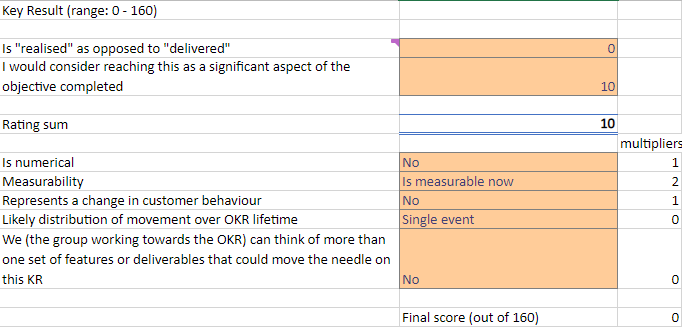 Key Result (range: 0 - 160)
Is "realised" as opposed to "delivered" 0
I would consider reaching this as a significant aspect of the
objective completed 10
Rating sum 10
multipliers
Is numerical No 1
Measurability Is measurable now 2
Represents a change in customer behaviour No 1
Likely distribution of movement over OKR lifetime Single event 0
We (the group working towards the OKR) can think of more than
one set of features or deliverables that could move the needle on
this KR No 0
Final score (out of 160) 0